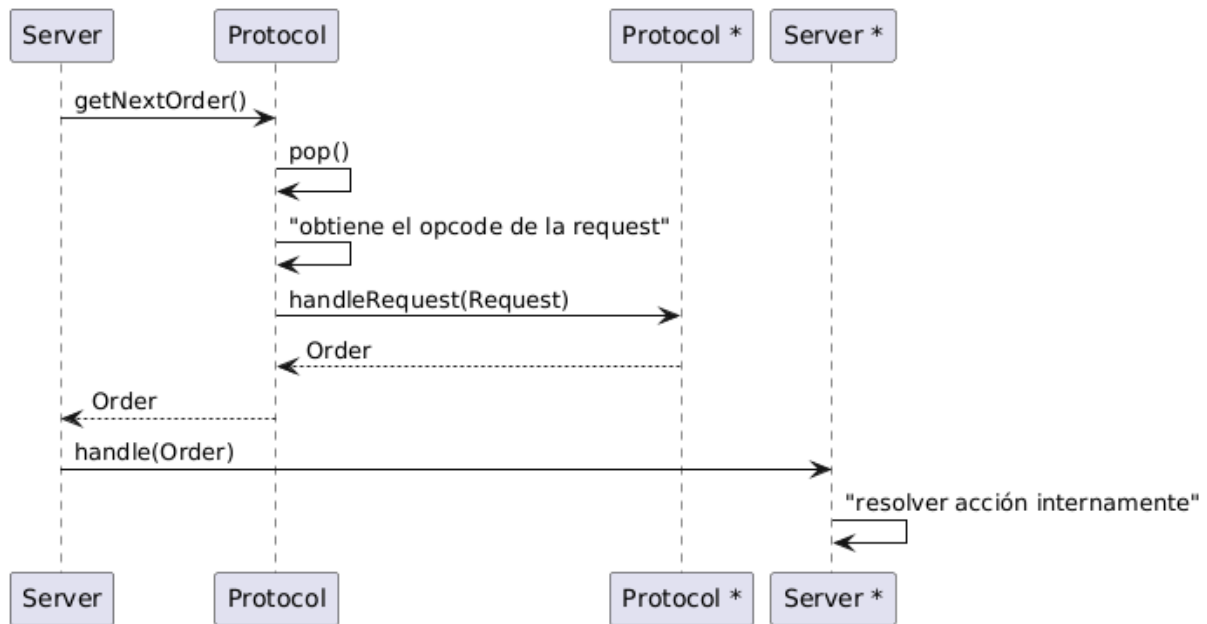 Server
Protocol
Protocol *
Server *
getNextOrder()
pop()
"obtiene el opcode de la request"
handleRequest(Request)
Order
Order
handle(Order)
"resolver acción internamente"
Server
Protocol
Protocol *
Server *